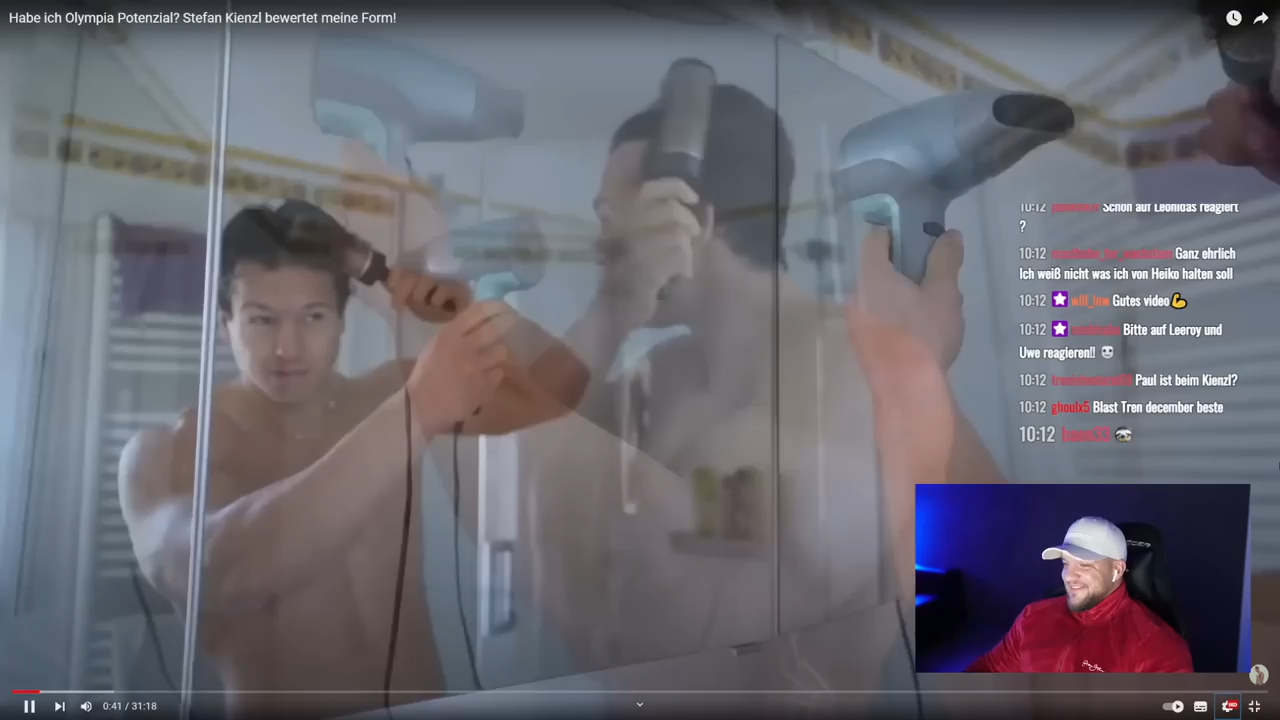 Habe ich Olympia Potenzial? Stefan Kienzl bewertet meine Form!
10:12 Schon auf Leonidas reagiert
?
10:12 Ganz ehrlich
Ich weiß nicht was ich von Heiko halten soll
10:12 will_lnw Gutes video💪
10:12 Bitte auf Leeroy und
Uwe reagieren!!
10:12 Paul ist beim Kienzl?
10:12 ghoulx5 Blast Tren december beste
10:12
0:41 / 31:18
HD